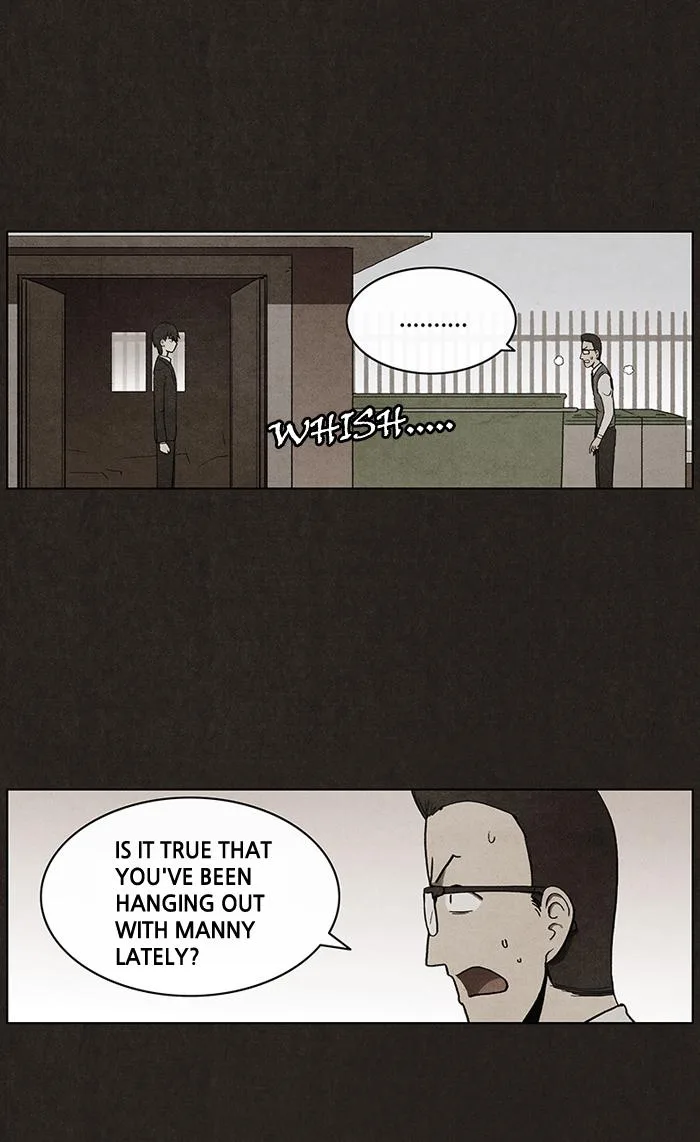 ..........
WHISH.....
IS IT TRUE THAT
YOU'VE BEEN
HANGING OUT
WITH MANNY
LATELY?